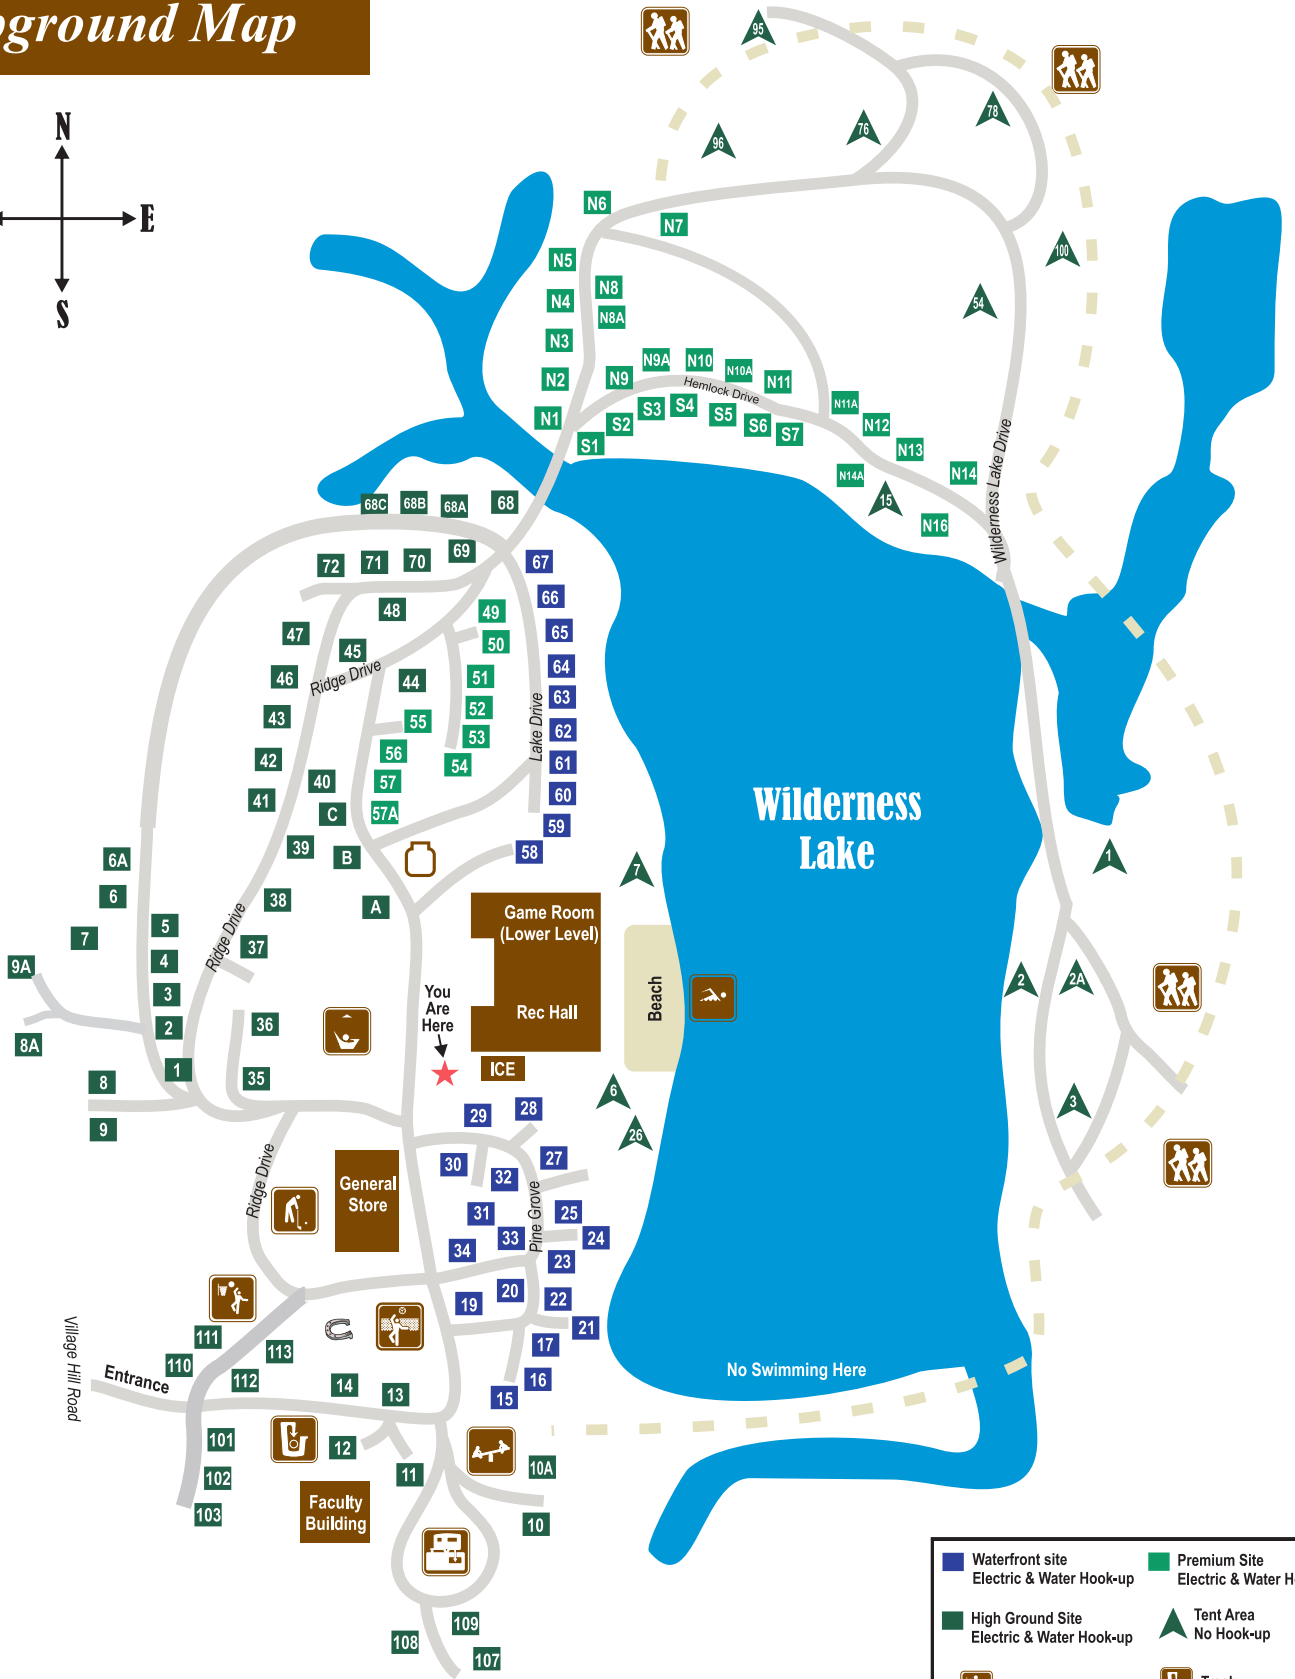 pground Map
N
E
S
95
96
76
78
100
54
N6
N7
N5
N8
N4
N8A
N3
N9A
N10
N10A
N2
N9
N11
Hemlock Drive
N1
S1
S2
S3
S4
S5
S6
S7
N11A
N12
N13
N14
N14A
15
N16
Wilderness Lake Drive
68C
68B
68A
68
72
71
70
69
67
48
49
66
47
45
50
65
Ridge Drive
46
44
51
64
43
55
52
63
Lake Drive
42
56
53
62
41
40
57
54
61
C
57A
60
39
B
59
58
6A
6
38
A
7
5
37
9A
4
Ridge Drive
3
2
36
8A
1
35
8
9
Game Room
(Lower Level)
Rec Hall
You
Are
Here
ICE
Beach
7
Wilderness
Lake
1
2
2A
3
6
26
29
28
30
32
27
31
33
25
24
34
23
Pine Grove
20
22
19
21
17
16
15
General
Store
Ridge Drive
111
110
113
112
Village Hill Road
Entrance
14
13
12
11
101
102
103
Faculty
Building
10A
10
109
108
107
No Swimming Here
Waterfront site
Electric & Water Hook-up
Premium Site
Electric & Water H
High Ground Site
Electric & Water Hook-up
Tent Area
No Hook-up